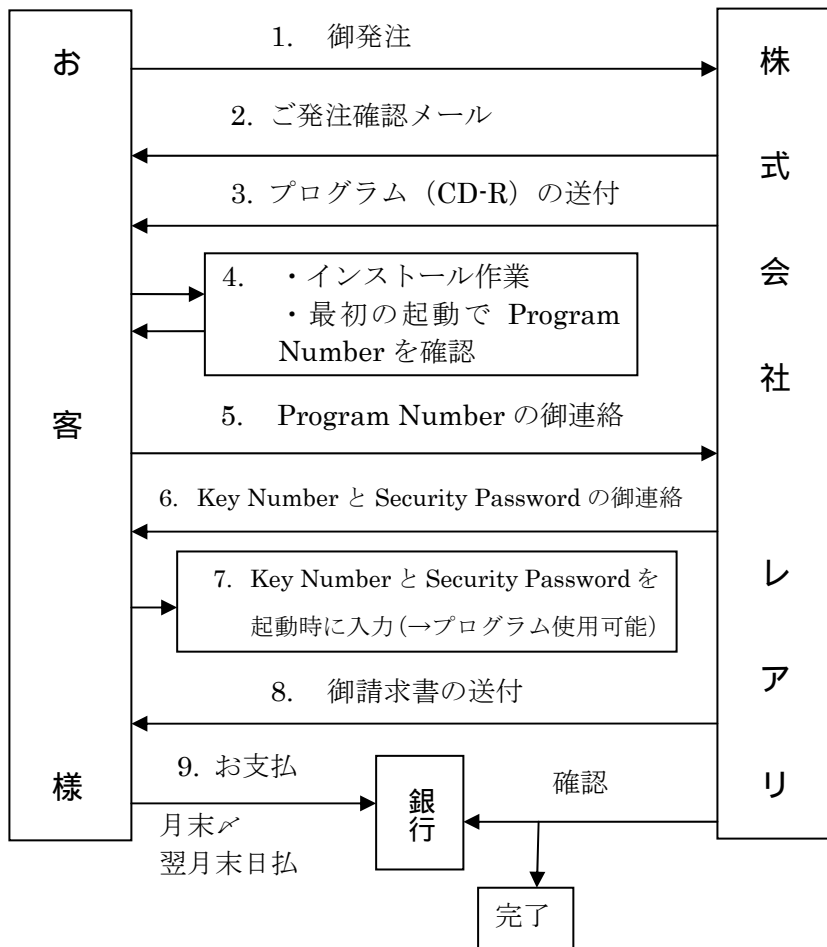 お客様
株式会社レアリ
1. 御発注
2. ご発注確認メール
3. プログラム（CD-R）の送付
4. ・インストール作業
・最初の起動で Program
Number を確認
5. Program Number の御連絡
6. Key Number と Security Password の御連絡
7. Key Number と Security Password を
起動時に入力（→プログラム使用可能）
8. 御請求書の送付
9. お支払
月末〆
翌月末日払
銀行
確認
完了